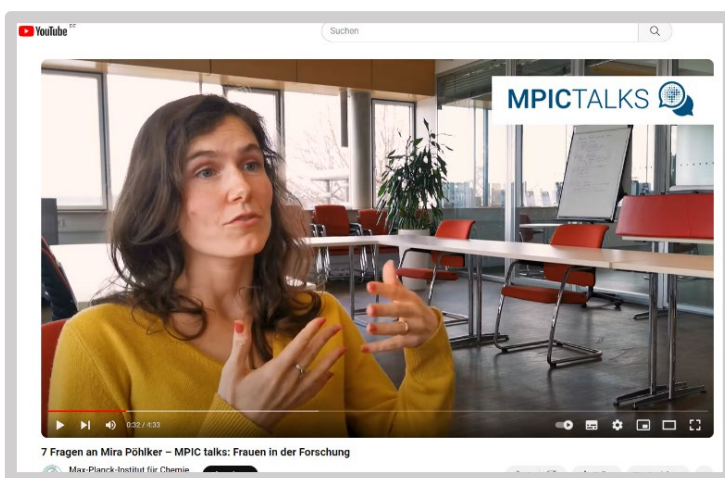 YouTube DE
Suchen
MPICTALKS
0:32 / 4:33
7 Fragen an Mira Pöhlker – MPIC talks: Frauen in der Forschung
Max-Planck-Institut für Chemie